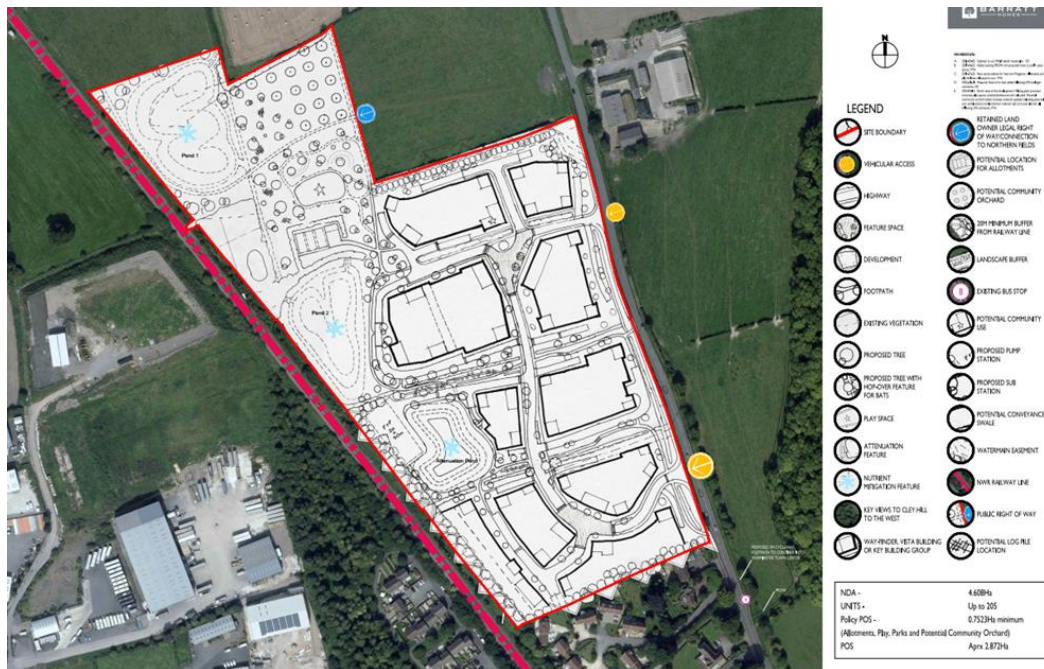 BARRATT
HOMES
N
LEGEND
SITE BOUNDARY
VEHICULAR ACCESS
HIGHWAY
FEATURE SPACE
DEVELOPMENT
FOOTPATH
EXISTING VEGETATION
PROPOSED TREE
PROPOSED TREE WITH
HOP-OVER FEATURE
FOR BATS
PLAY SPACE
ATTENUATION
FEATURE
NUTRIENT
MITIGATION FEATURE
KEY VIEWS TO CLEY HILL
TO THE WEST
WAY-FINDER, VISTA BUILDING
OR KEY BUILDING GROUP
RETAINED LAND
OWNER LEGAL RIGHT
OF WAY/CONNECTION
TO NORTHERN FIELDS
POTENTIAL LOCATION
FOR ALLOTMENTS
POTENTIAL COMMUNITY
ORCHARD
20M MINIMUM BUFFER
FROM RAILWAY LINE
LANDSCAPE BUFFER
EXISTING BUS STOP
POTENTIAL COMMUNITY
USE
PROPOSED PUMP
STATION
PROPOSED SUB
STATION
POTENTIAL CONVEYANCE
SWALE
WATERMAIN EASEMENT
NWR RAILWAY LINE
PUBLIC RIGHT OF WAY
POTENTIAL LOG PILE
LOCATION
Pond 1
Pond 2
Attenuation Pond
NDA - 4.608Ha
UNITS - Up to 205
Policy POS - 0.7523Ha minimum
(Allotments, Play, Parks and Potential Community Orchard)
POS Aprx 2.872Ha